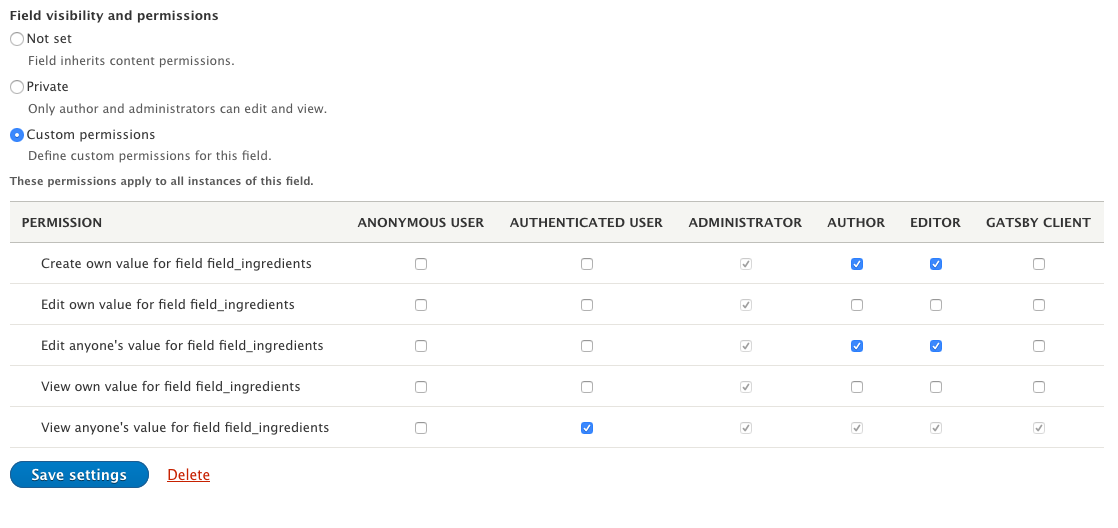 Field visibility and permissions
Not set
Field inherits content permissions.
Private
Only author and administrators can edit and view.
Custom permissions
Define custom permissions for this field.
These permissions apply to all instances of this field.
PERMISSION ANONYMOUS USER AUTHENTICATED USER ADMINISTRATOR AUTHOR EDITOR GATSBY CLIENT
Create own value for field field_ingredients
Edit own value for field field_ingredients
Edit anyone's value for field field_ingredients
View own value for field field_ingredients
View anyone's value for field field_ingredients
Save settings Delete